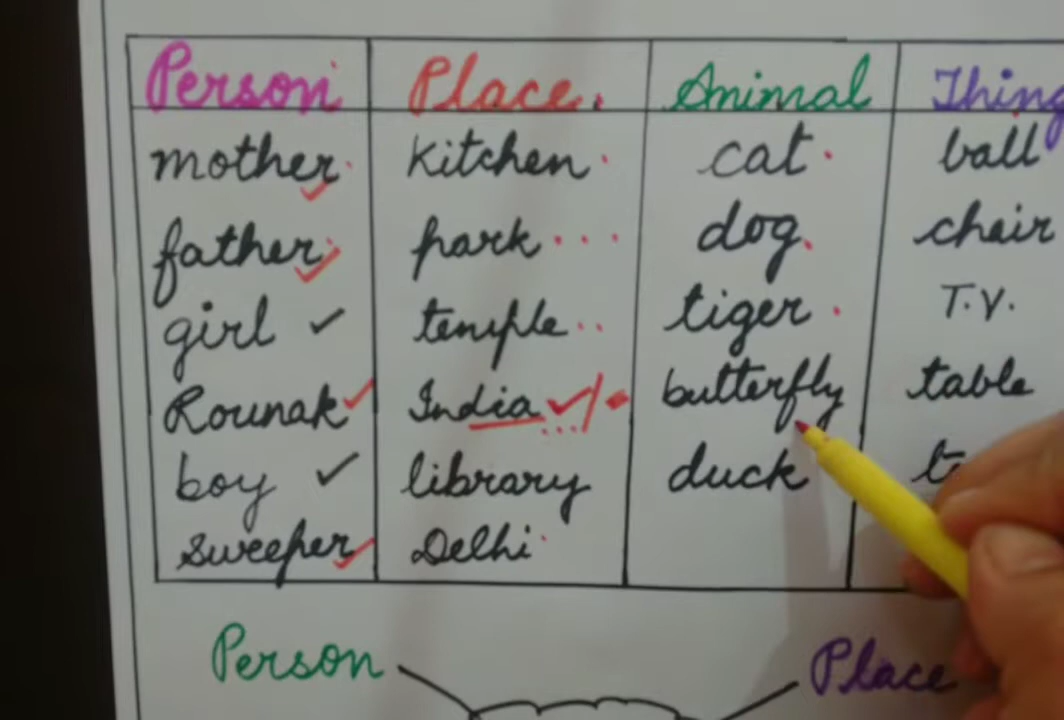 Person Place. Animal Thing
mother kitchen cat ball
father park dog chair
girl temple tiger T.V.
Rounak India butterfly table
boy library duck
sweeper Delhi
Person Place